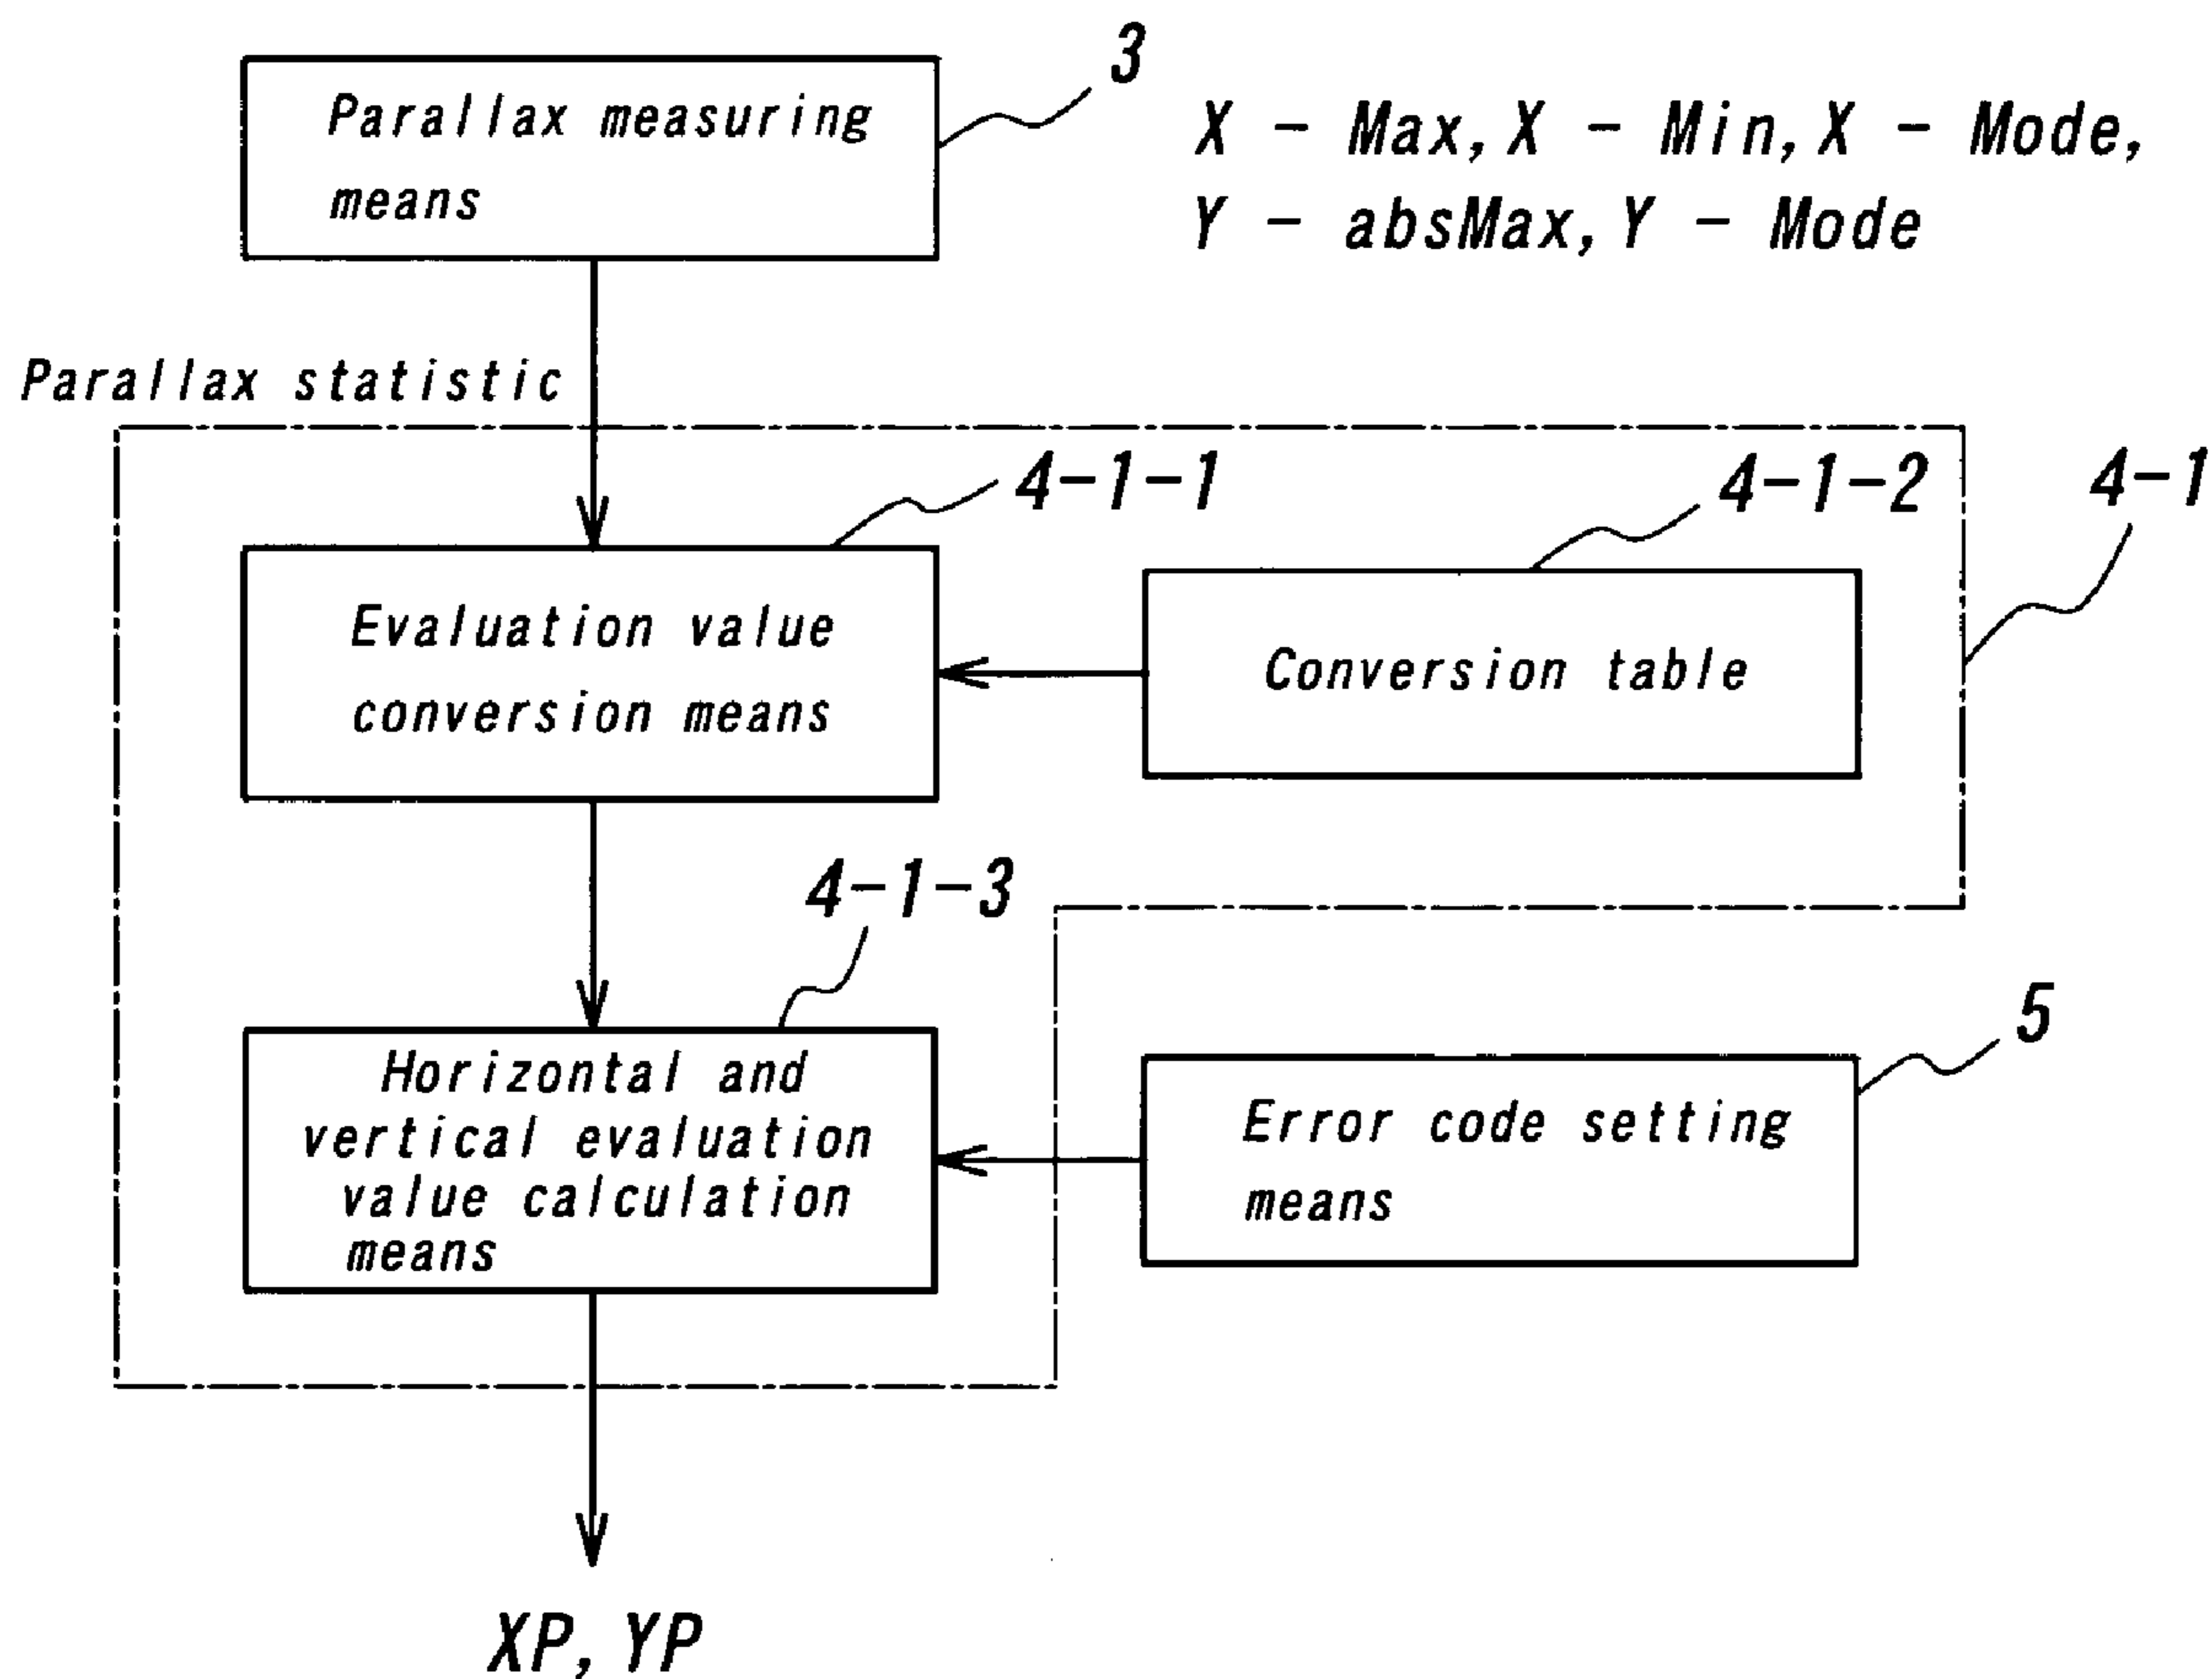 3
Parallax measuring
means
X - Max, X - Min, X - Mode,
Y - absMax, Y - Mode
Parallax statistic
4-1-1
4-1-2
4-1
Evaluation value
conversion means
Conversion table
4-1-3
5
Horizontal and
vertical evaluation
value calculation
means
Error code setting
means
XP, YP